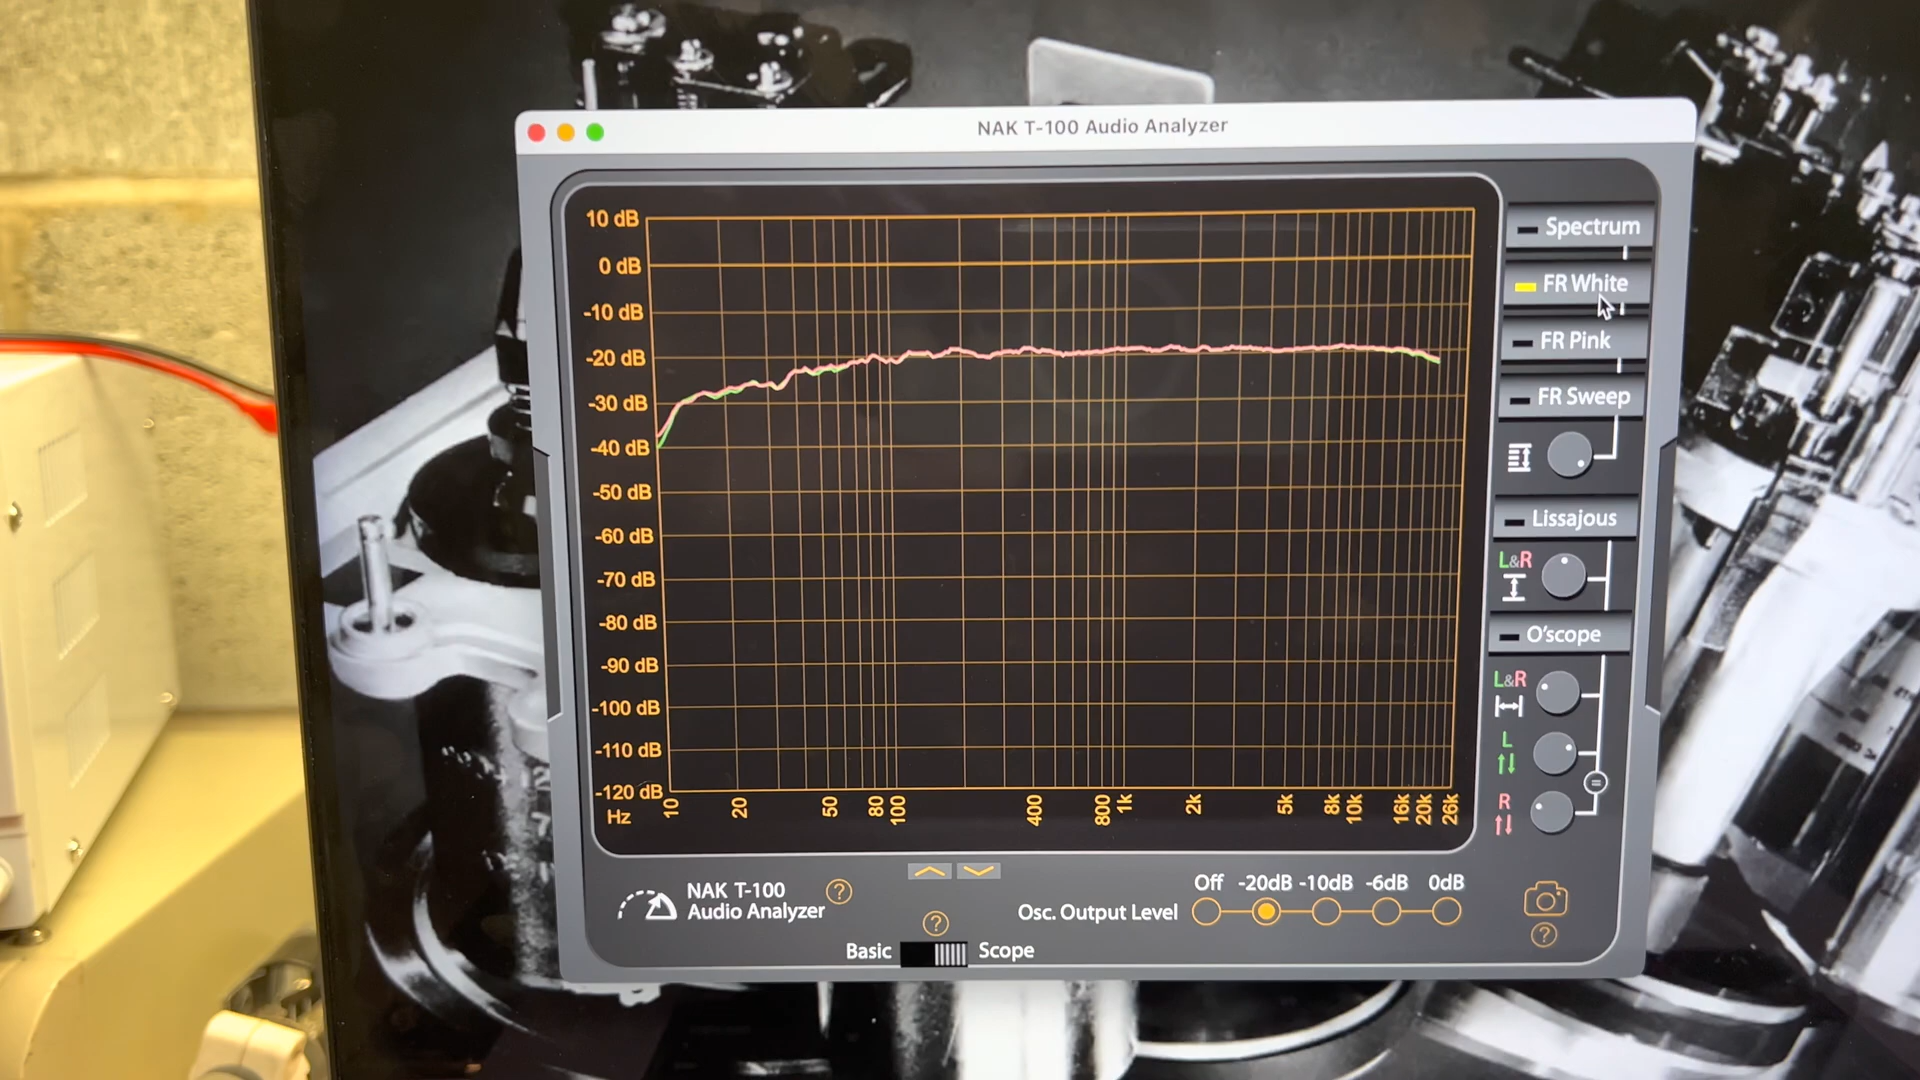 NAK T-100 Audio Analyzer
10 dB
0 dB
-10 dB
-20 dB
-30 dB
-40 dB
-50 dB
-60 dB
-70 dB
-80 dB
-90 dB
-100 dB
-110 dB
-120 dB
Hz
10 20 50 80 100 400 800 1k 2k 5k 8k 10k 16k 20k 26k
Spectrum
FR White
FR Pink
FR Sweep
Lissajous
L&R
O'scope
L&R
L
=
R
NAK T-100
Audio Analyzer
?
?
Basic
Scope
Off -20dB -10dB -6dB 0dB
Osc. Output Level
?